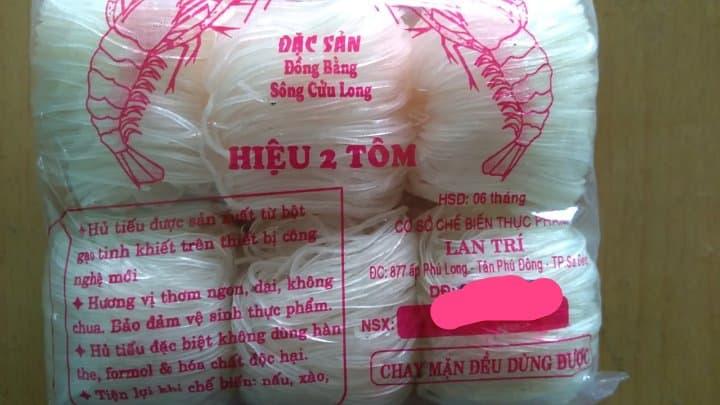 ĐẶC SẢN
Đồng Bằng
Sông Cửu Long
HIỆU 2 TÔM
✦Hủ tiếu được sản xuất từ bột
gạo tinh khiết trên thiết bị công
nghệ mới
✦ Hương vị thơm ngon, dai, không
chua. Bảo đảm vệ sinh thực phẩm.
✦ Hủ tiếu đặc biệt không dùng hàn
the, formol & hóa chất độc hại.
✦ Tiện lợi khi chế biến: nấu, xào,
HSD: 06 tháng
CƠ SỞ CHẾ BIẾN THỰC PHẨM
LAN TRÍ
ĐC: 877 ấp Phú Long - Tân Phú Đông - TP.Sa Đéc
DĐ:
NSX:
CHAY MẶN ĐỀU DÙNG ĐƯỢC